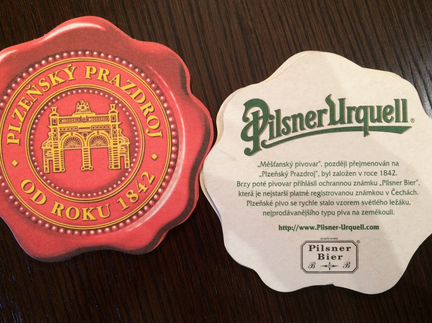 PLZEŇSKÝ PRAZDROJ
OD ROKU 1842
Pilsner Urquell®
„Měšťanský pivovar", později přejmenován na
„Plzeňský Prazdroj", byl založen v roce 1842.
Brzy poté pivovar přihlásil ochrannou známku „Pilsner Bier",
která je nejstarší platně registrovanou známkou v Čechách.
Plzeňské pivo se rychle stalo vzorem světlého ležáku,
nejprodávanějšího typu piva na zeměkouli.
http://www.Pilsner-Urquell.com
Pilsner
Bier
B B